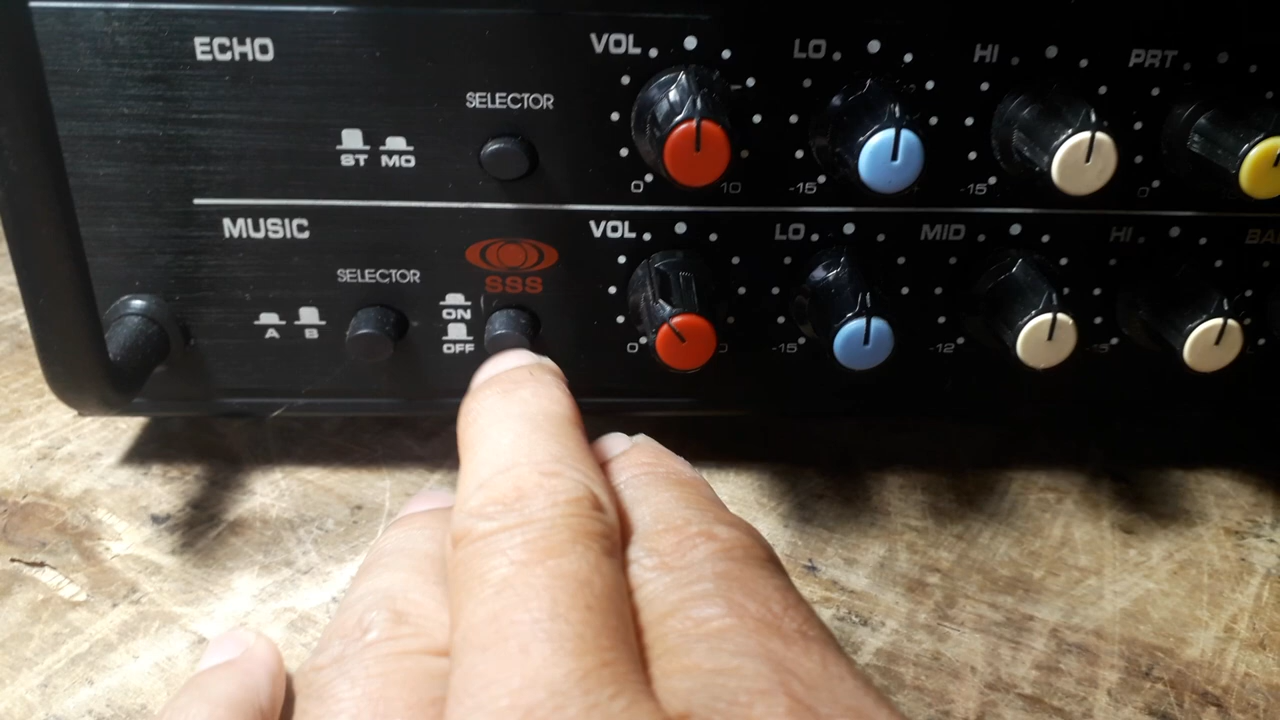 ECHO
VOL LO HI PRT
SELECTOR
ST MO
0 10 -15 -15 0
MUSIC
VOL LO MID HI
SSS
SELECTOR
ON
A B
OFF
0 -15 -12